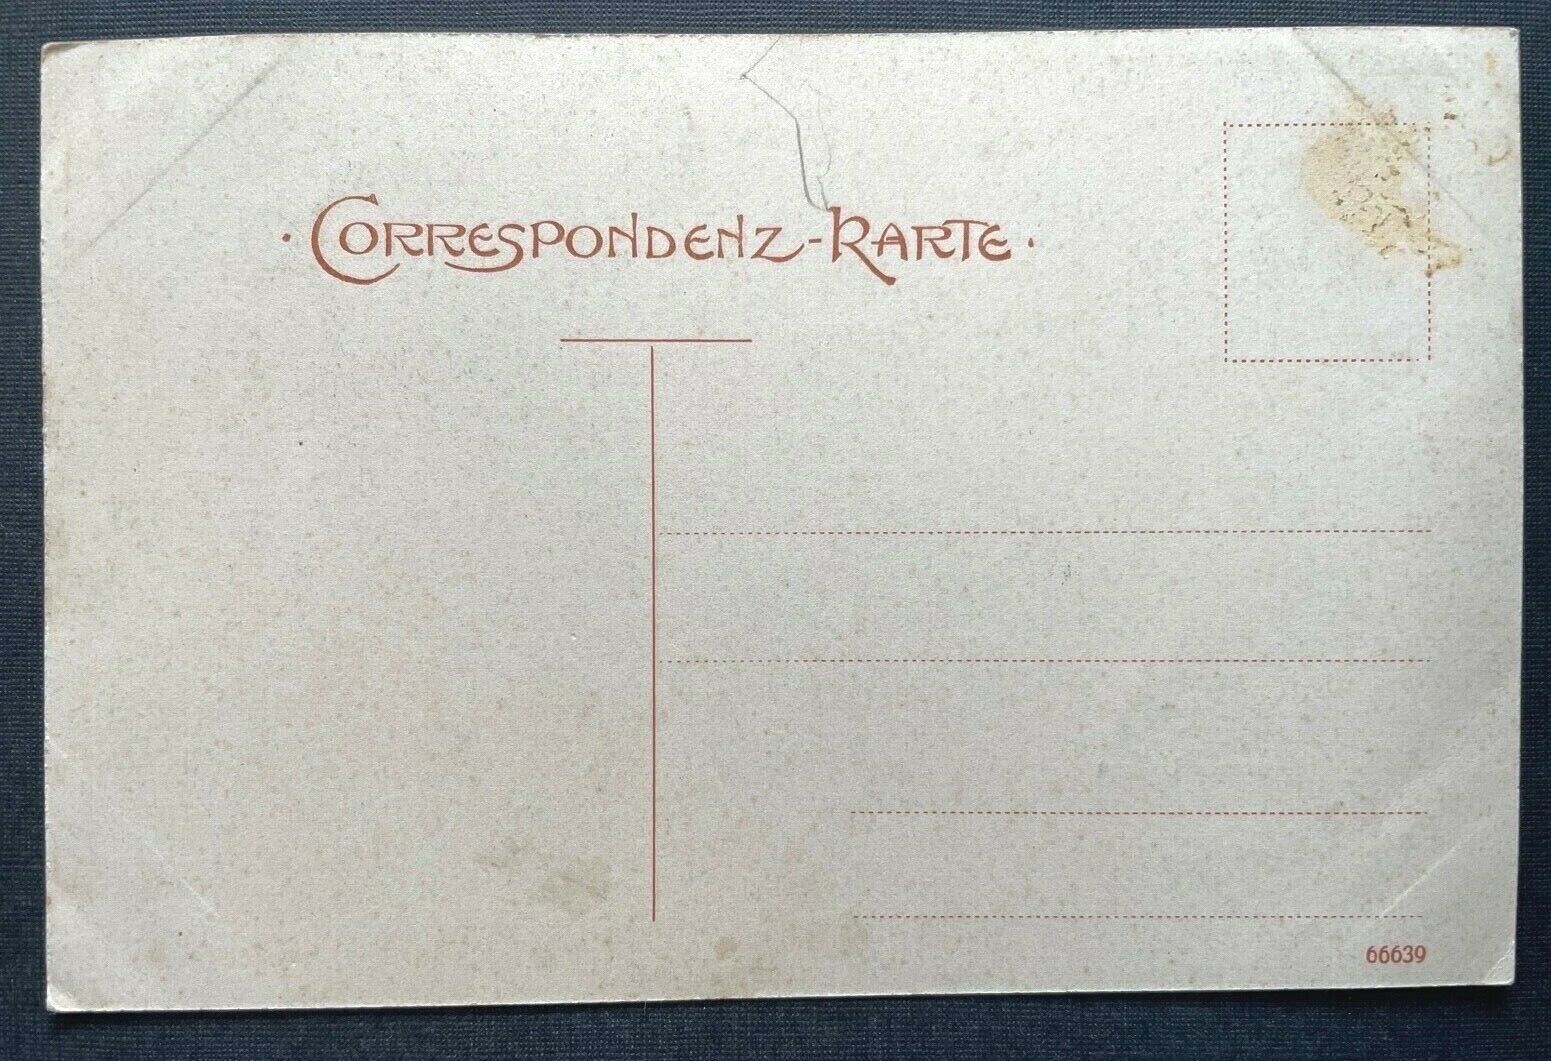 · CORRESPONDENZ-KARTE ·
66639